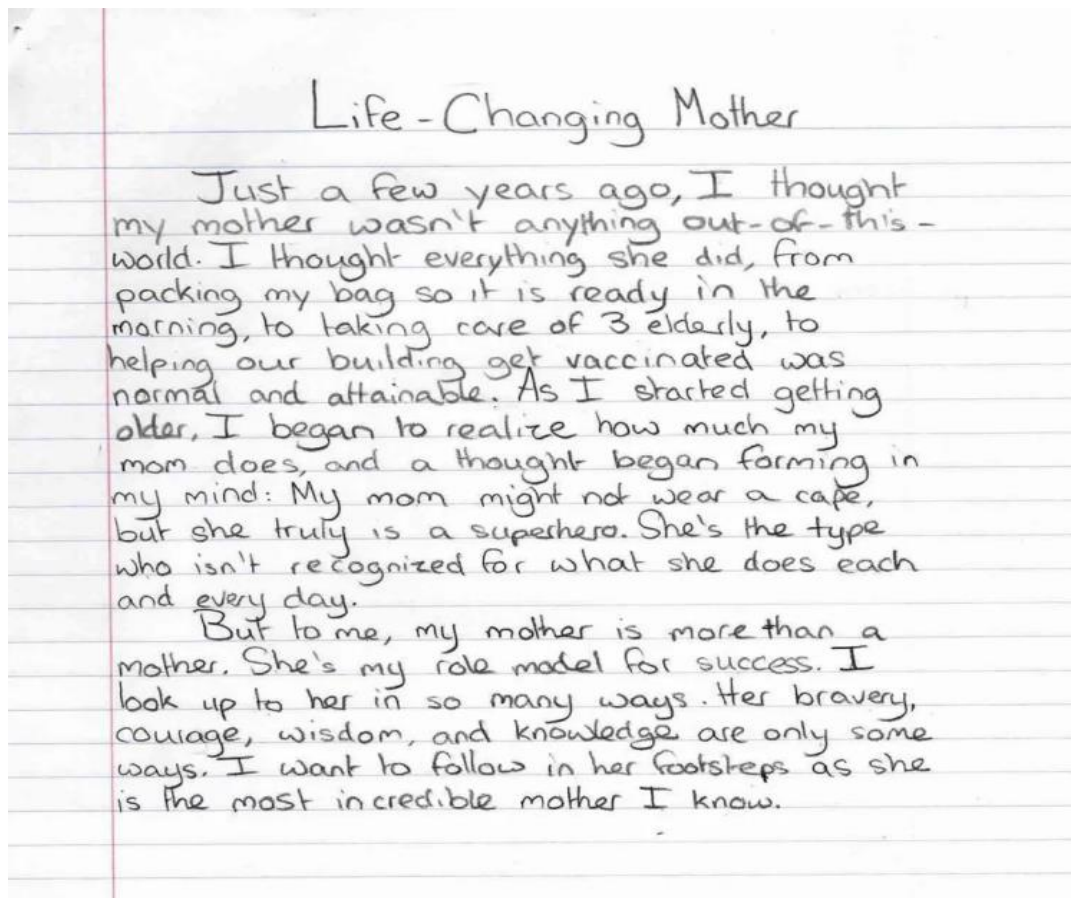 Life-Changing Mother
Just a few years ago, I thought
my mother wasn't anything out-of-this-
world. I thought everything she did, from
packing my bag so it is ready in the
morning, to taking care of 3 elderly, to
helping our building get vaccinated was
normal and attainable. As I started getting
older, I began to realize how much my
mom does, and a thought began forming in
my mind: My mom might not wear a cape,
but she truly is a superhero. She's the type
who isn't recognized for what she does each
and every day.
But to me, my mother is more than a
mother. She's my role model for success. I
look up to her in so many ways. Her bravery,
courage, wisdom, and knowledge are only some
ways. I want to follow in her footsteps as she
is the most incredible mother I know.